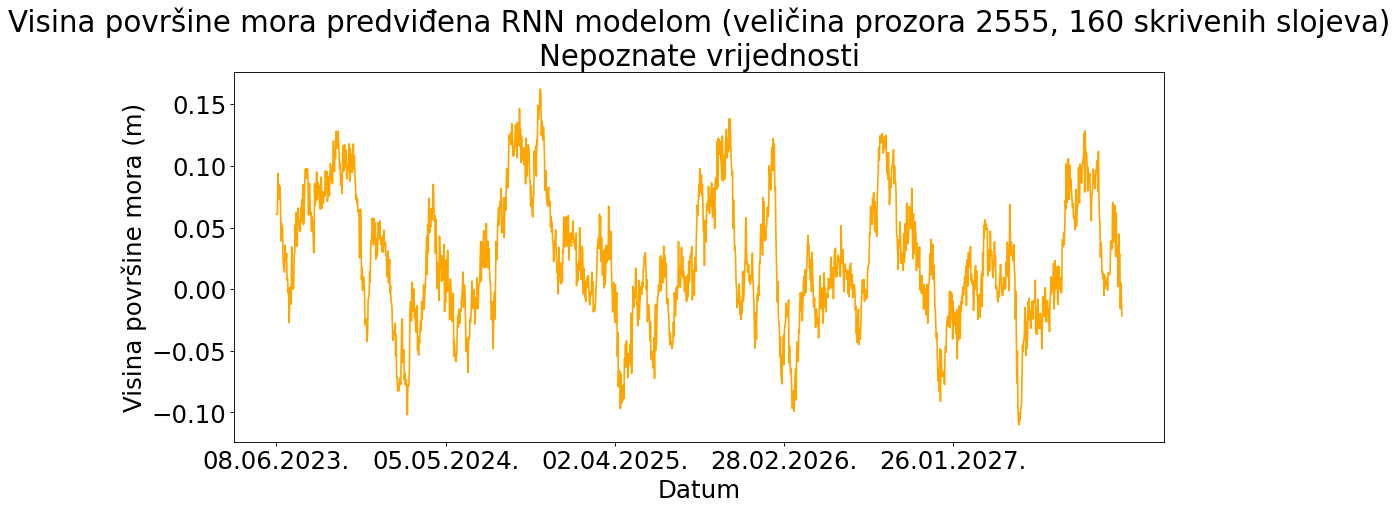 Visina površine mora predviđena RNN modelom (veličina prozora 2555, 160 skrivenih slojeva)
Nepoznate vrijednosti
Visina površine mora (m)
0.15
0.10
0.05
0.00
−0.05
−0.10
08.06.2023. 05.05.2024. 02.04.2025. 28.02.2026. 26.01.2027.
Datum